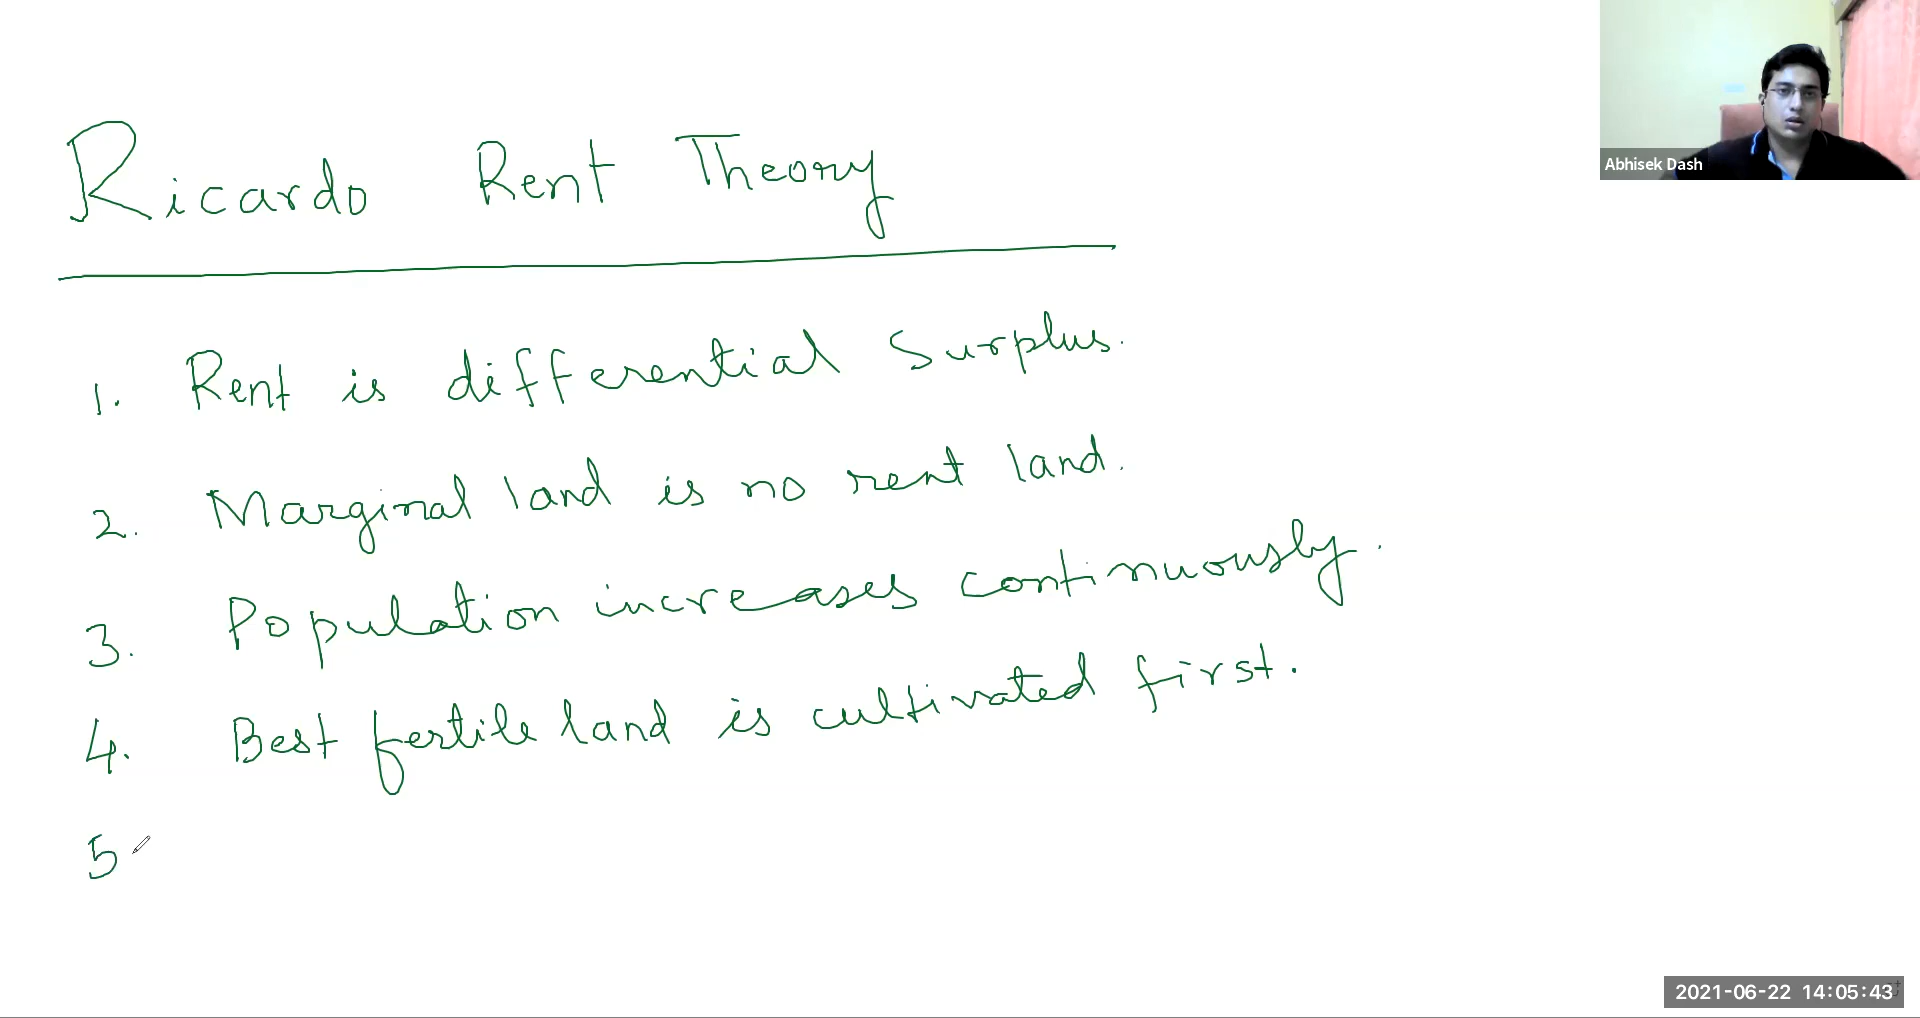 Abhisek Dash
Ricardo Rent Theory
1. Rent is differential surplus.
2. Marginal land is no rent land.
3. Population increases continuously.
4. Best fertile land is cultivated first.
5
2021-06-22 14:05:43